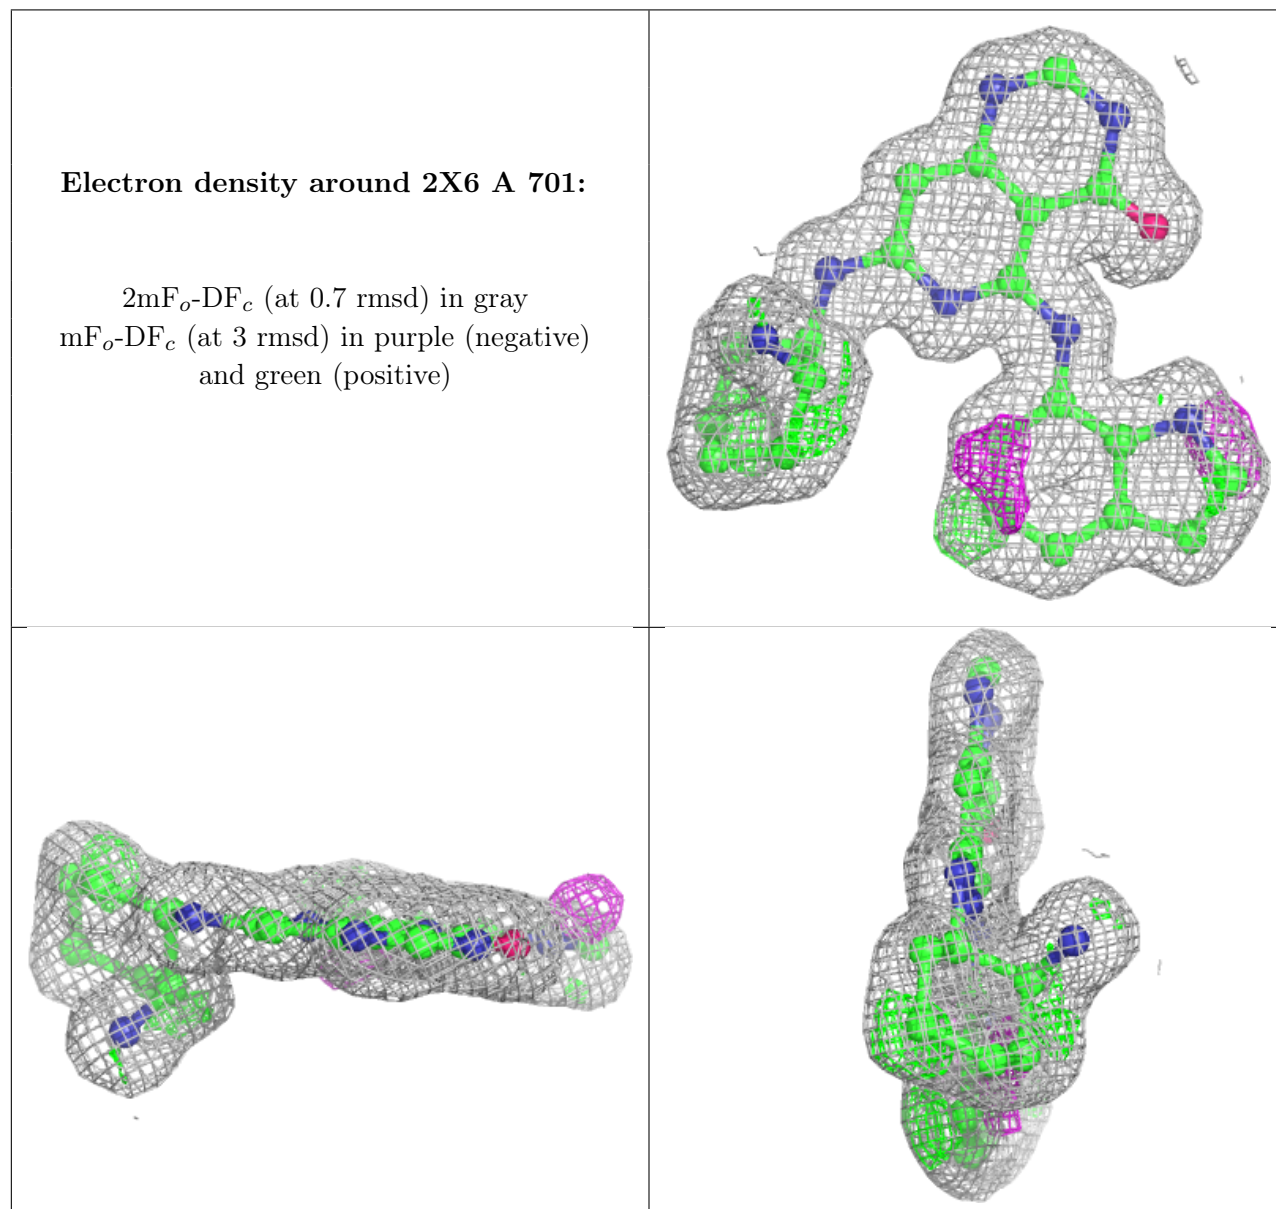 Electron density around 2X6 A 701:
2mFo-DFc (at 0.7 rmsd) in gray
mFo-DFc (at 3 rmsd) in purple (negative)
and green (positive)